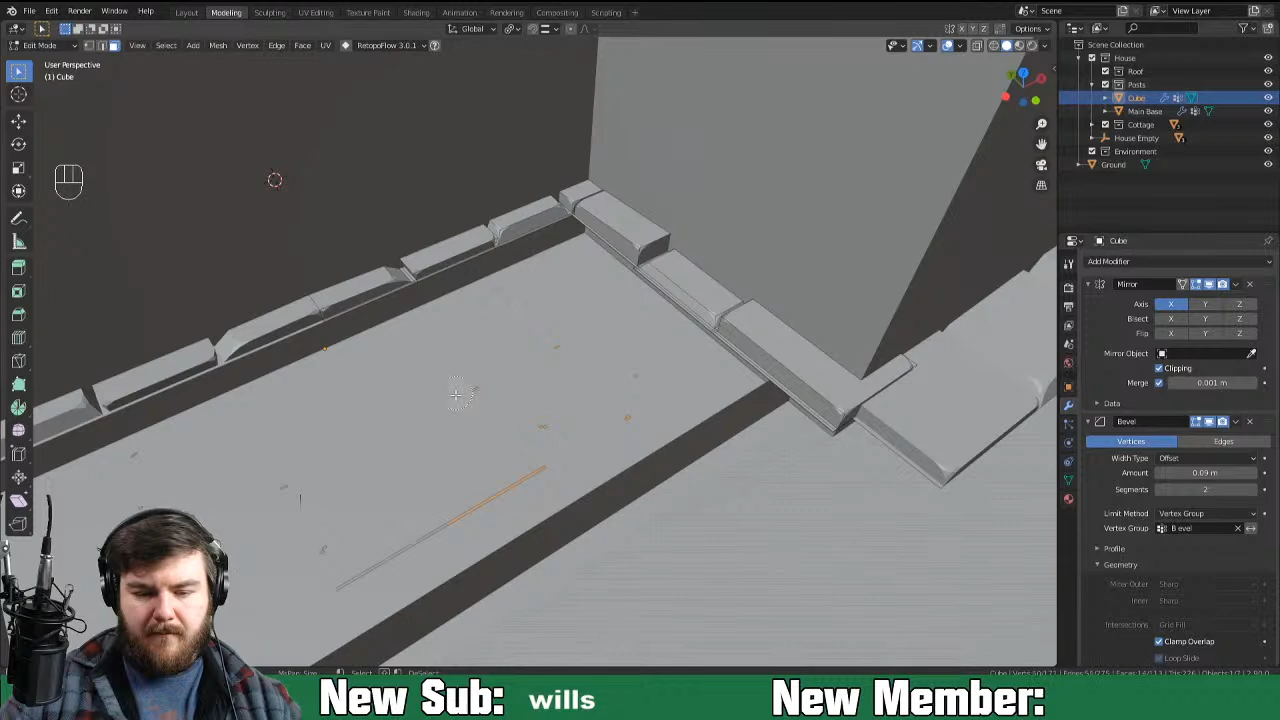 File Edit Render Window Help Layout Modeling Sculpting UV Editing Texture Paint Shading Animation Rendering Compositing Scripting + Scene View Layer
Edit Mode View Select Add Mesh Vertex Edge Face UV RetopoFlow 3.0.1 Global X Y Z Options
User Perspective
(1) Cube
Scene Collection
House
Roof
Posts
Cube
Main Base
Cottage
House Empty
Environment
Ground
Cube
Add Modifier
Mirror
Axis X Y Z
Bisect X Y Z
Flip X Y Z
Mirror Object
Clipping
Merge 0.001 m
Data
Bevel
Vertices Edges
Width Type Offset
Amount 0.09 m
Segments 2
Limit Method Vertex Group
Vertex Group Bevel
Profile
Geometry
Miter Outer Sharp
Inner Sharp
Intersections Grid Fill
Clamp Overlap
Loop Slide
Select DeSelect
New Sub: wills New Member: